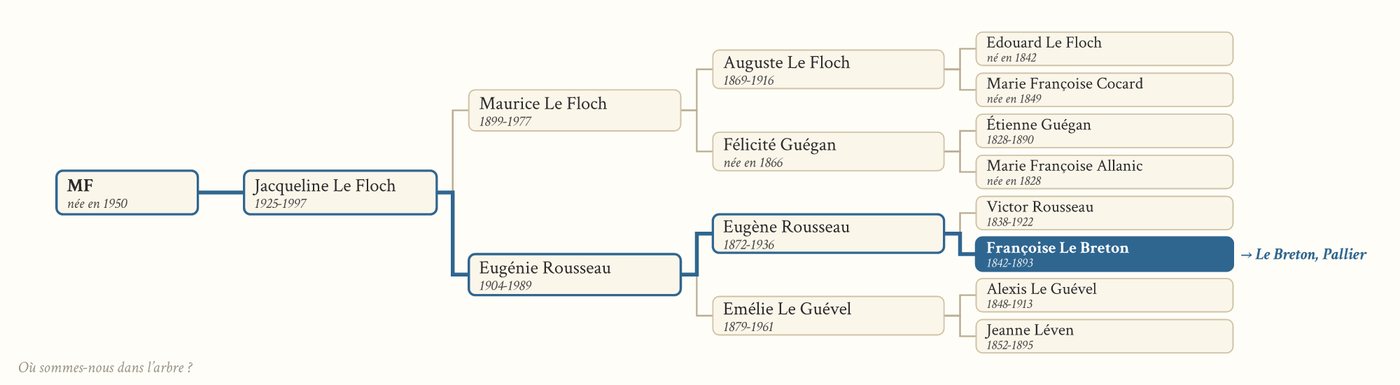 MF
née en 1950
Jacqueline Le Floch
1925-1997
Maurice Le Floch
1899-1977
Eugénie Rousseau
1904-1989
Auguste Le Floch
1869-1916
Félicité Guégan
née en 1866
Eugène Rousseau
1872-1936
Emélie Le Guével
1879-1961
Edouard Le Floch
né en 1842
Marie Françoise Cocard
née en 1849
Étienne Guégan
1828-1890
Marie Françoise Allanic
née en 1828
Victor Rousseau
1838-1922
Françoise Le Breton
1842-1893
→ Le Breton, Pallier
Alexis Le Guével
1848-1913
Jeanne Léven
1852-1895
Où sommes-nous dans l'arbre ?